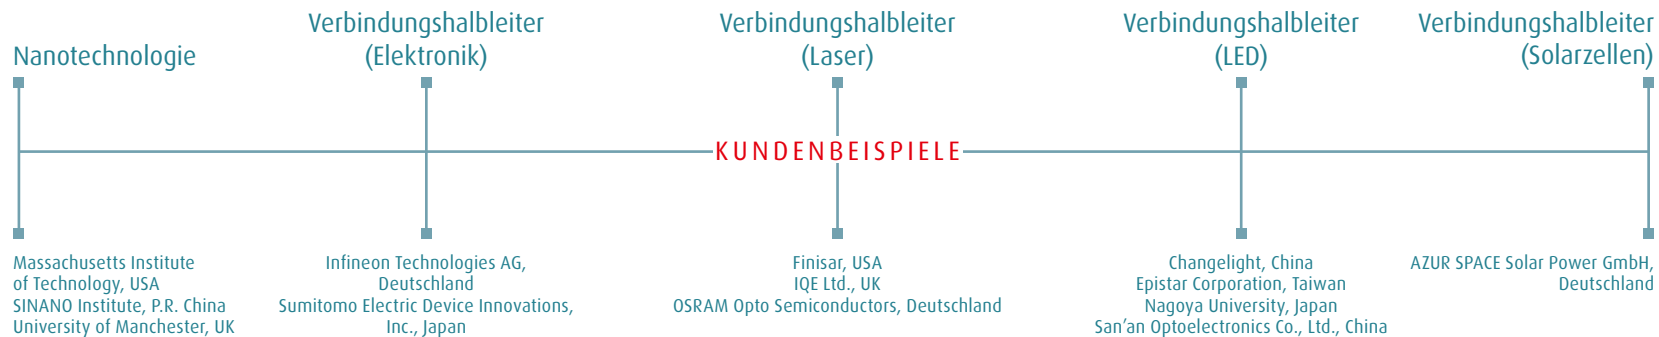 Nanotechnologie
Verbindungshalbleiter
(Elektronik)
Verbindungshalbleiter
(Laser)
Verbindungshalbleiter
(LED)
Verbindungshalbleiter
(Solarzellen)
KUNDENBEISPIELE
Massachusetts Institute
of Technology, USA
SINANO Institute, P.R. China
University of Manchester, UK
Infineon Technologies AG,
Deutschland
Sumitomo Electric Device Innovations,
Inc., Japan
Finisar, USA
IQE Ltd., UK
OSRAM Opto Semiconductors, Deutschland
Changelight, China
Epistar Corporation, Taiwan
Nagoya University, Japan
San’an Optoelectronics Co., Ltd., China
AZUR SPACE Solar Power GmbH,
Deutschland